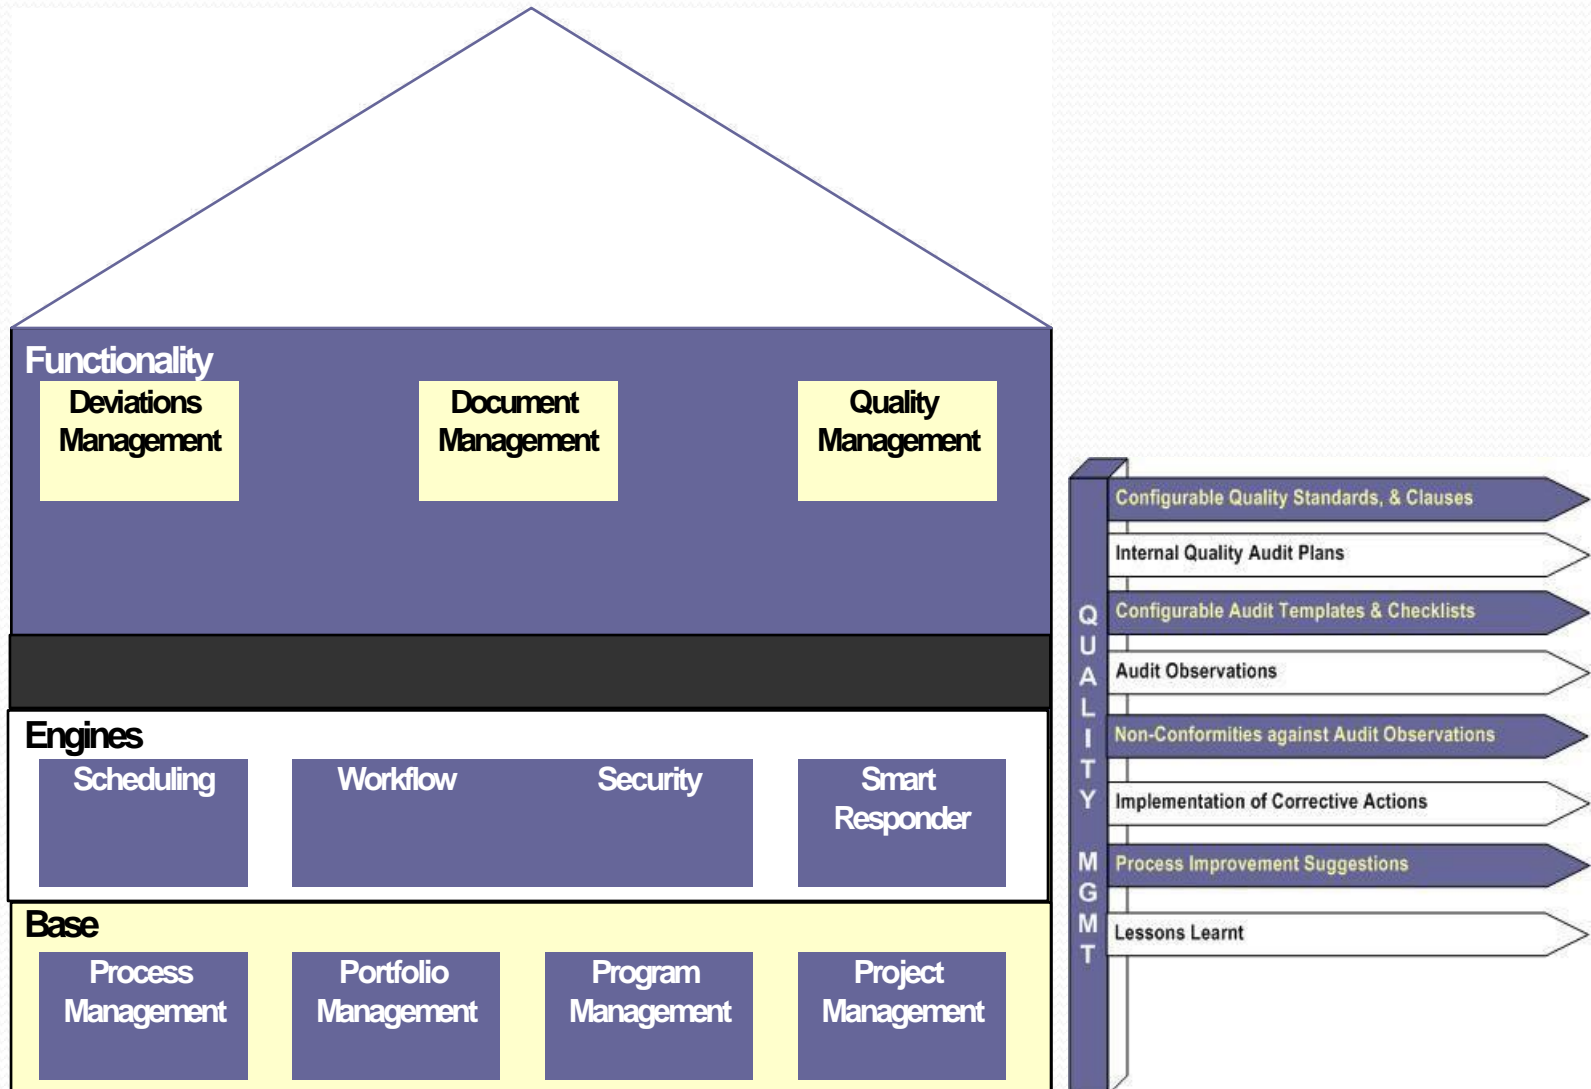 Functionality
Deviations
Management
Document
Management
Quality
Management
Engines
Scheduling
Workflow
Security
Smart
Responder
Base
Process
Management
Portfolio
Management
Program
Management
Project
Management
QUALITY MGMT
Configurable Quality Standards, & Clauses
Internal Quality Audit Plans
Configurable Audit Templates & Checklists
Audit Observations
Non-Conformities against Audit Observations
Implementation of Corrective Actions
Process Improvement Suggestions
Lessons Learnt